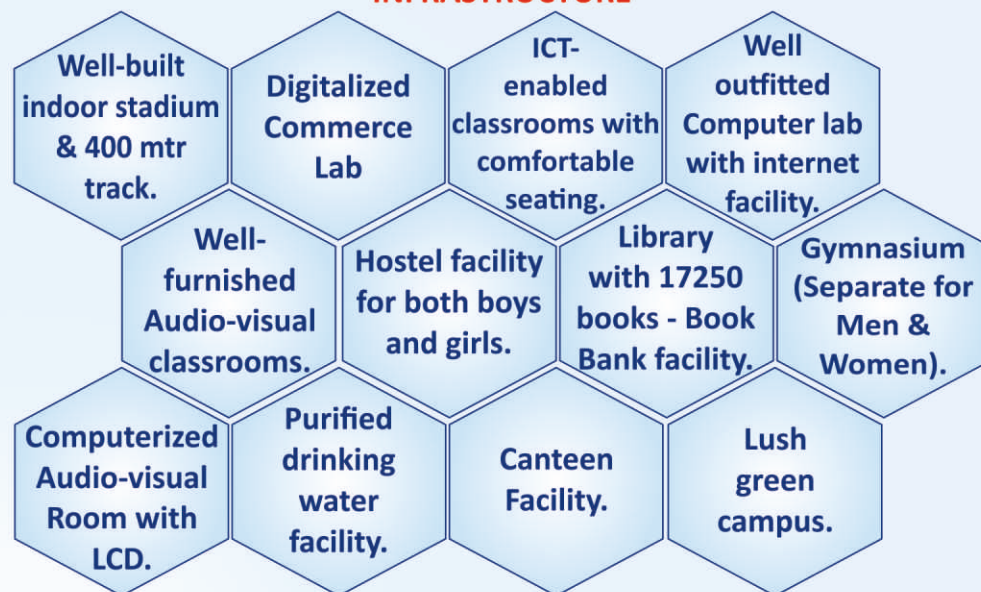 INFRASTRUCTURE
Well-built
indoor stadium
& 400 mtr
track.
Digitalized
Commerce
Lab
ICT-
enabled
classrooms with
comfortable
seating.
Well
outfitted
Computer lab
with internet
facility.
Well-
furnished
Audio-visual
classrooms.
Hostel facility
for both boys
and girls.
Library
with 17250
books - Book
Bank facility.
Gymnasium
(Separate for
Men &
Women).
Computerized
Audio-visual
Room with
LCD.
Purified
drinking
water
facility.
Canteen
Facility.
Lush
green
campus.